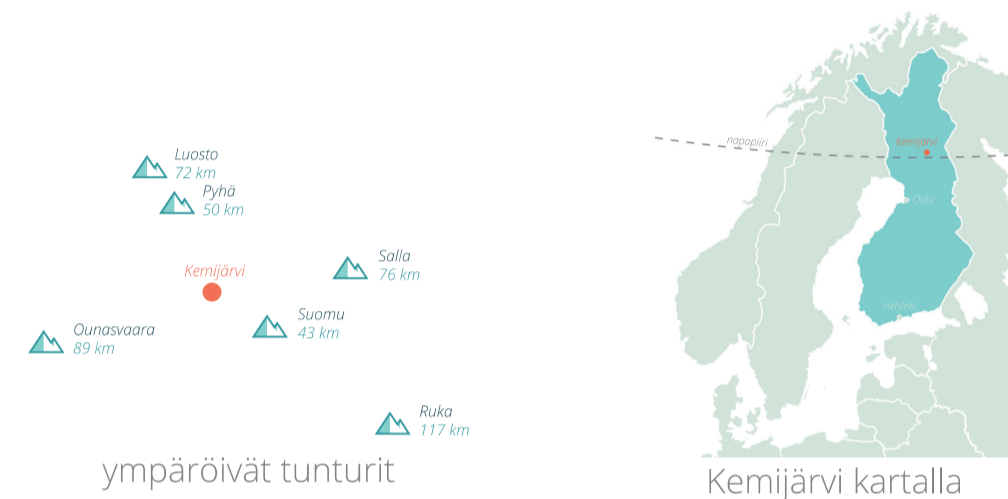 Luosto
72 km
Pyhä
50 km
Kemijärvi
Salla
76 km
Suomu
43 km
Ounasvaara
89 km
Ruka
117 km
ympäröivät tunturit
napapiiri
Kemijärvi
Oulu
Helsinki
Kemijärvi kartalla